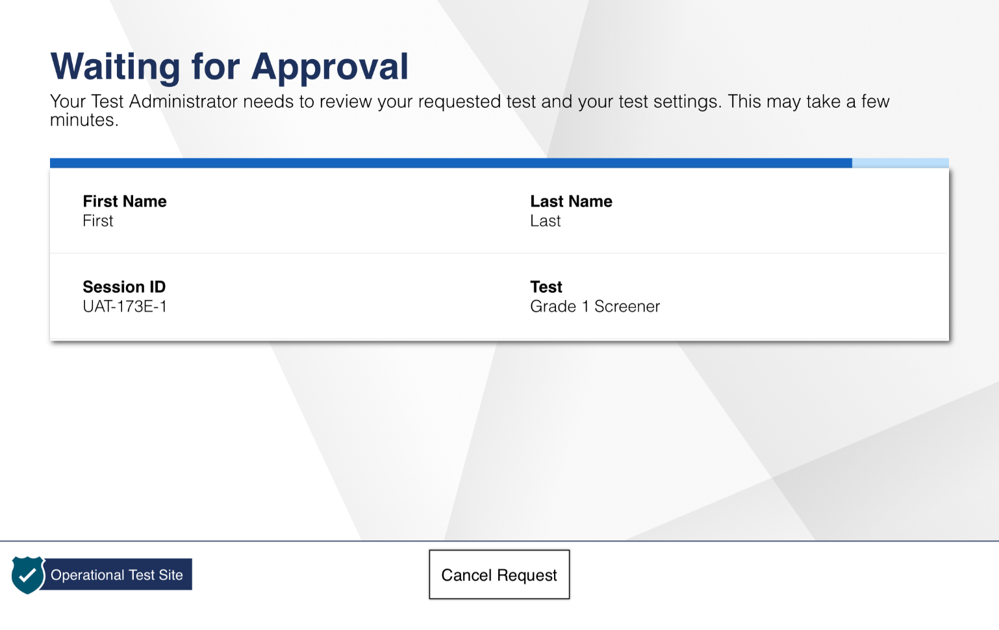 Waiting for Approval
Your Test Administrator needs to review your requested test and your test settings. This may take a few
minutes.
First Name
First
Last Name
Last
Session ID
UAT-173E-1
Test
Grade 1 Screener
Operational Test Site
Cancel Request